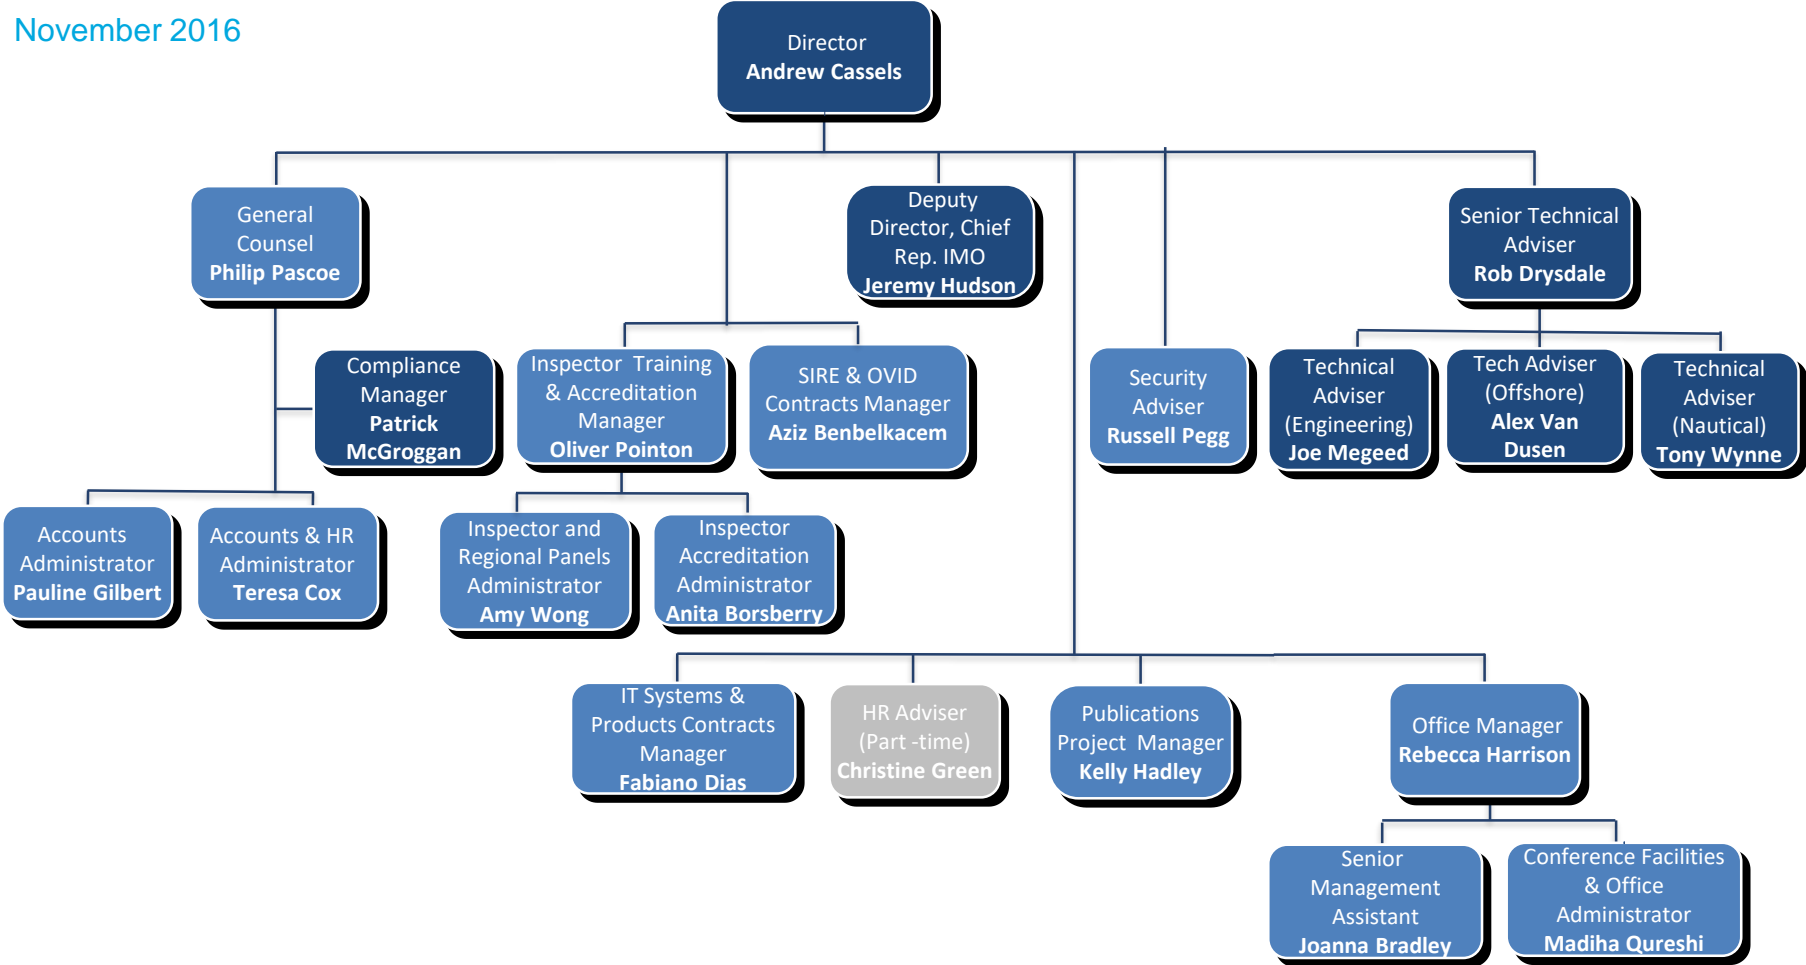 November 2016
Director
Andrew Cassels
General
Counsel
Philip Pascoe
Deputy
Director, Chief
Rep. IMO
Jeremy Hudson
Senior Technical
Adviser
Rob Drysdale
Compliance
Manager
Patrick
McGroggan
Inspector Training
& Accreditation
Manager
Oliver Pointon
SIRE & OVID
Contracts Manager
Aziz Benbelkacem
Security
Adviser
Russell Pegg
Technical
Adviser
(Engineering)
Joe Megeed
Tech Adviser
(Offshore)
Alex Van
Dusen
Technical
Adviser
(Nautical)
Tony Wynne
Accounts
Administrator
Pauline Gilbert
Accounts & HR
Administrator
Teresa Cox
Inspector and
Regional Panels
Administrator
Amy Wong
Inspector
Accreditation
Administrator
Anita Borsberry
IT Systems &
Products Contracts
Manager
Fabiano Dias
HR Adviser
(Part -time)
Christine Green
Publications
Project Manager
Kelly Hadley
Office Manager
Rebecca Harrison
Senior
Management
Assistant
Joanna Bradley
Conference Facilities
& Office
Administrator
Madiha Qureshi